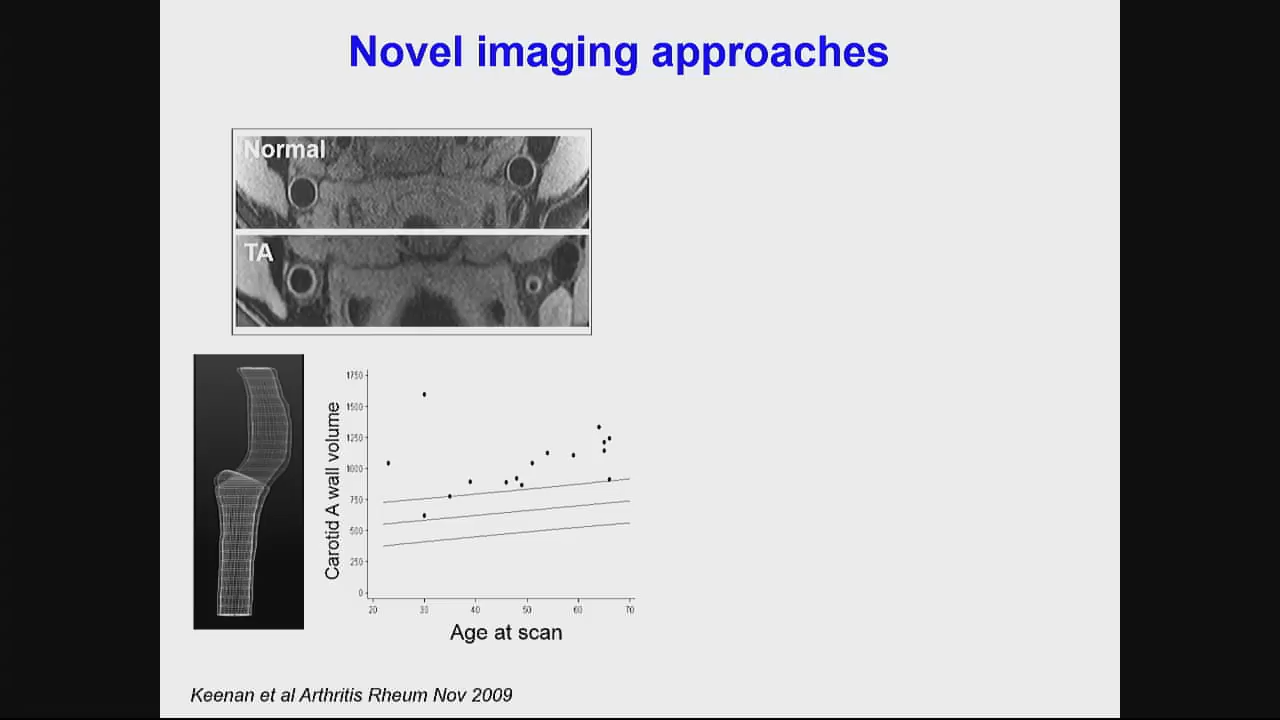 Novel imaging approaches
Normal
TA
Carotid A wall volume
1750
1500
1250
1000
750
500
250
0
20 30 40 50 60 70
Age at scan
Keenan et al Arthritis Rheum Nov 2009